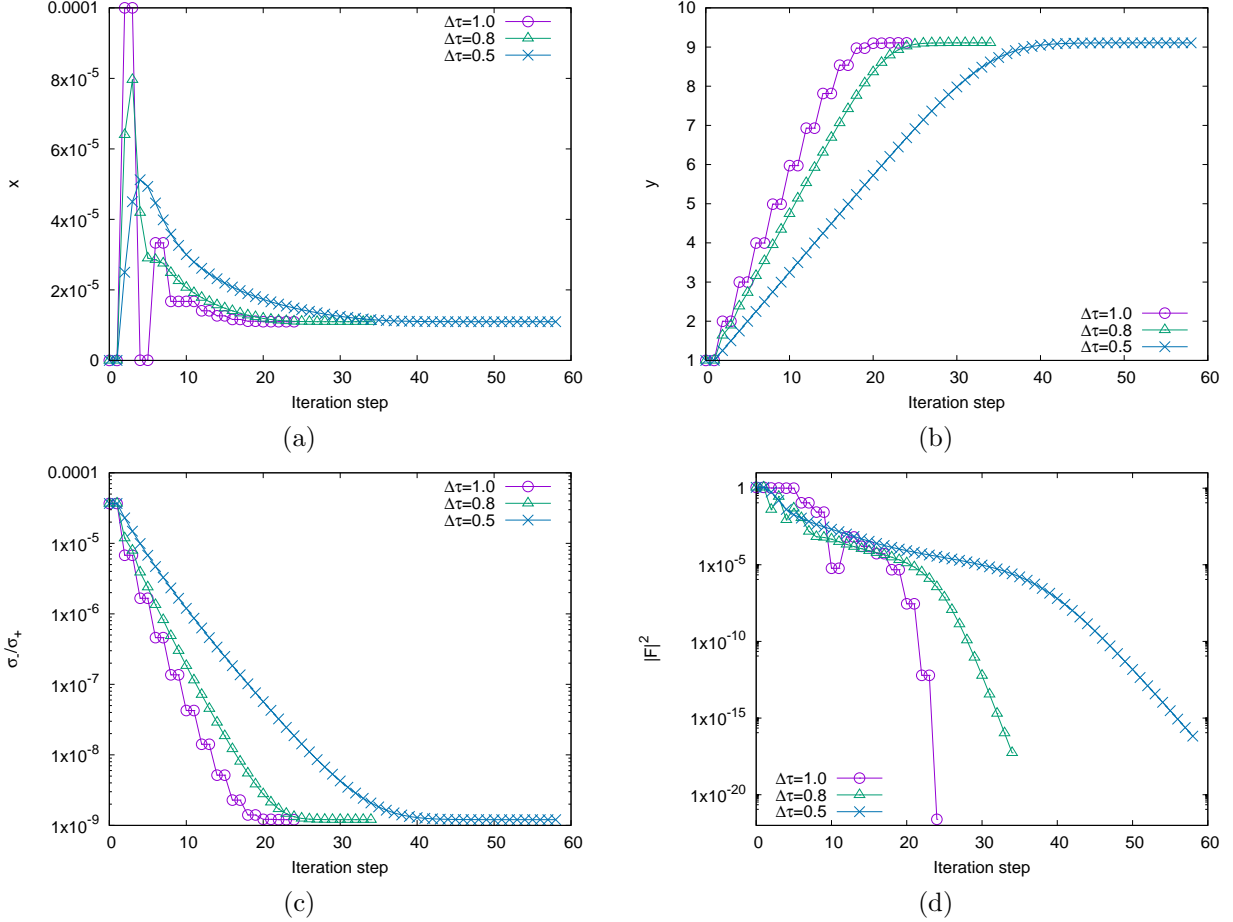 0.0001
8x10⁻⁵
6x10⁻⁵
4x10⁻⁵
2x10⁻⁵
0
x
0 10 20 30 40 50 60
Iteration step
Δτ=1.0
Δτ=0.8
Δτ=0.5
(a)
10
9
8
7
6
5
4
3
2
1
y
0 10 20 30 40 50 60
Iteration step
Δτ=1.0
Δτ=0.8
Δτ=0.5
(b)
0.0001
1x10⁻⁵
1x10⁻⁶
1x10⁻⁷
1x10⁻⁸
1x10⁻⁹
σ₋/σ₊
0 10 20 30 40 50 60
Iteration step
Δτ=1.0
Δτ=0.8
Δτ=0.5
(c)
1
1x10⁻⁵
1x10⁻¹⁰
1x10⁻¹⁵
1x10⁻²⁰
|F|²
0 10 20 30 40 50 60
Iteration step
Δτ=1.0
Δτ=0.8
Δτ=0.5
(d)